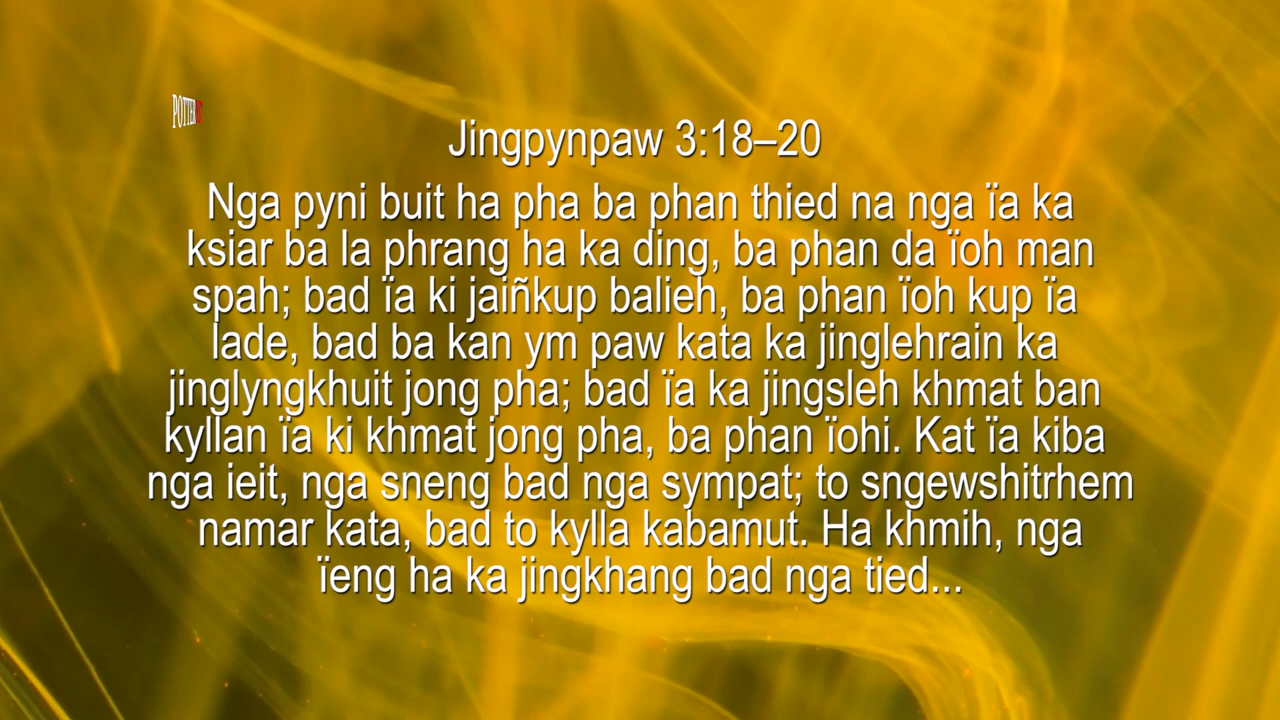 POTTER
Jingpynpaw 3:18–20
Nga pyni buit ha pha ba phan thied na nga ïa ka
ksiar ba la phrang ha ka ding, ba phan da ïoh man
spah; bad ïa ki jaiñkup balieh, ba phan ïoh kup ïa
lade, bad ba kan ym paw kata ka jinglehrain ka
jinglyngkhuit jong pha; bad ïa ka jingsleh khmat ban
kyllan ïa ki khmat jong pha, ba phan ïohi. Kat ïa kiba
nga ieit, nga sneng bad nga sympat; to sngewshitrhem
namar kata, bad to kylla kabamut. Ha khmih, nga
ïeng ha ka jingkhang bad nga tied...